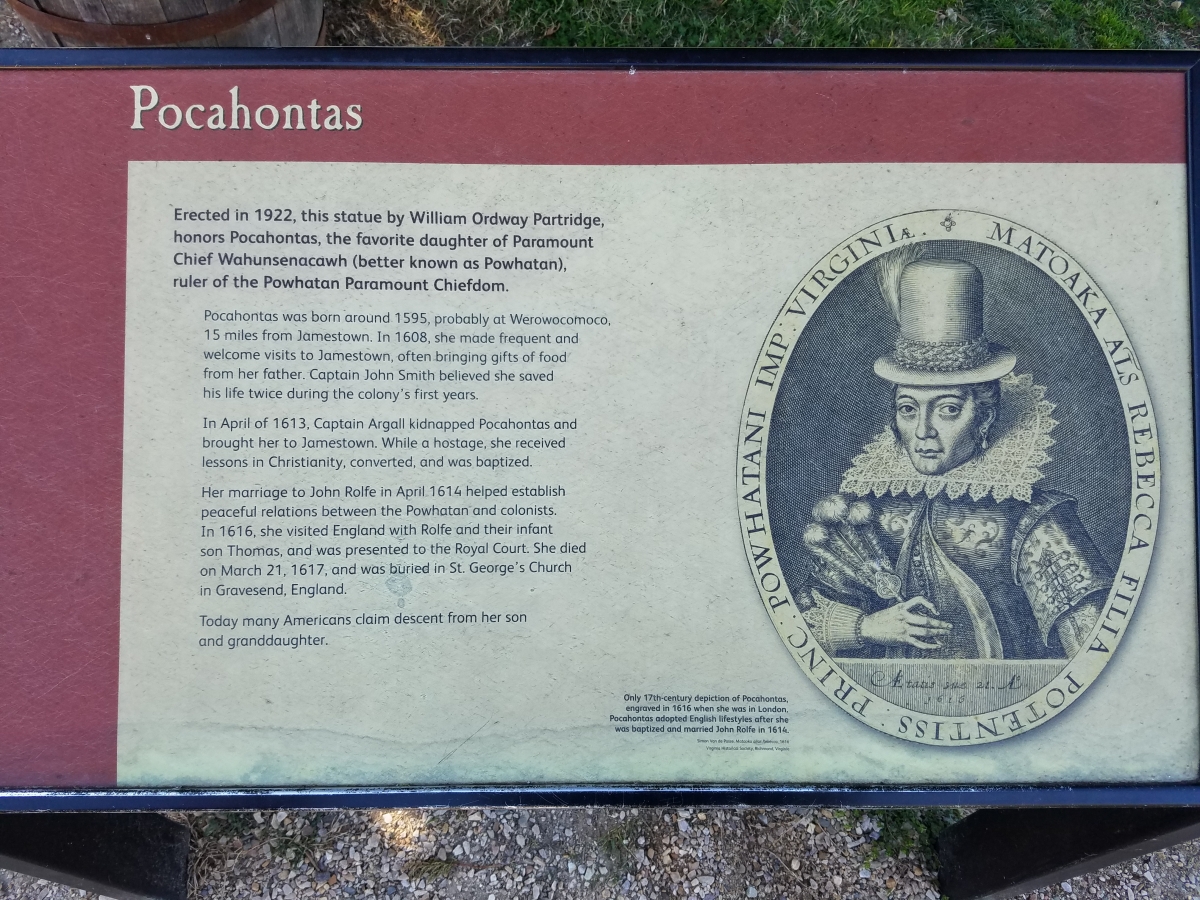 Pocahontas
Erected in 1922, this statue by William Ordway Partridge,
honors Pocahontas, the favorite daughter of Paramount
Chief Wahunsenacawh (better known as Powhatan),
ruler of the Powhatan Paramount Chiefdom.
Pocahontas was born around 1595, probably at Werowocomoco,
15 miles from Jamestown. In 1608, she made frequent and
welcome visits to Jamestown, often bringing gifts of food
from her father. Captain John Smith believed she saved
his life twice during the colony's first years.
In April of 1613, Captain Argall kidnapped Pocahontas and
brought her to Jamestown. While a hostage, she received
lessons in Christianity, converted, and was baptized.
Her marriage to John Rolfe in April 1614 helped establish
peaceful relations between the Powhatan and colonists.
In 1616, she visited England with Rolfe and their infant
son Thomas, and was presented to the Royal Court. She died
on March 21, 1617, and was buried in St. George's Church
in Gravesend, England.
Today many Americans claim descent from her son
and granddaughter.
MATOAKA ALS REBECCA FILIA POTENTISS: PRINC: POWHATANI IMP: VIRGINIÆ.
Ætatis suæ 21. A
1616
Only 17th-century depiction of Pocahontas,
engraved in 1616 when she was in London.
Pocahontas adopted English lifestyles after she
was baptized and married John Rolfe in 1614.
Virginia Historical Society, Richmond, Virginia